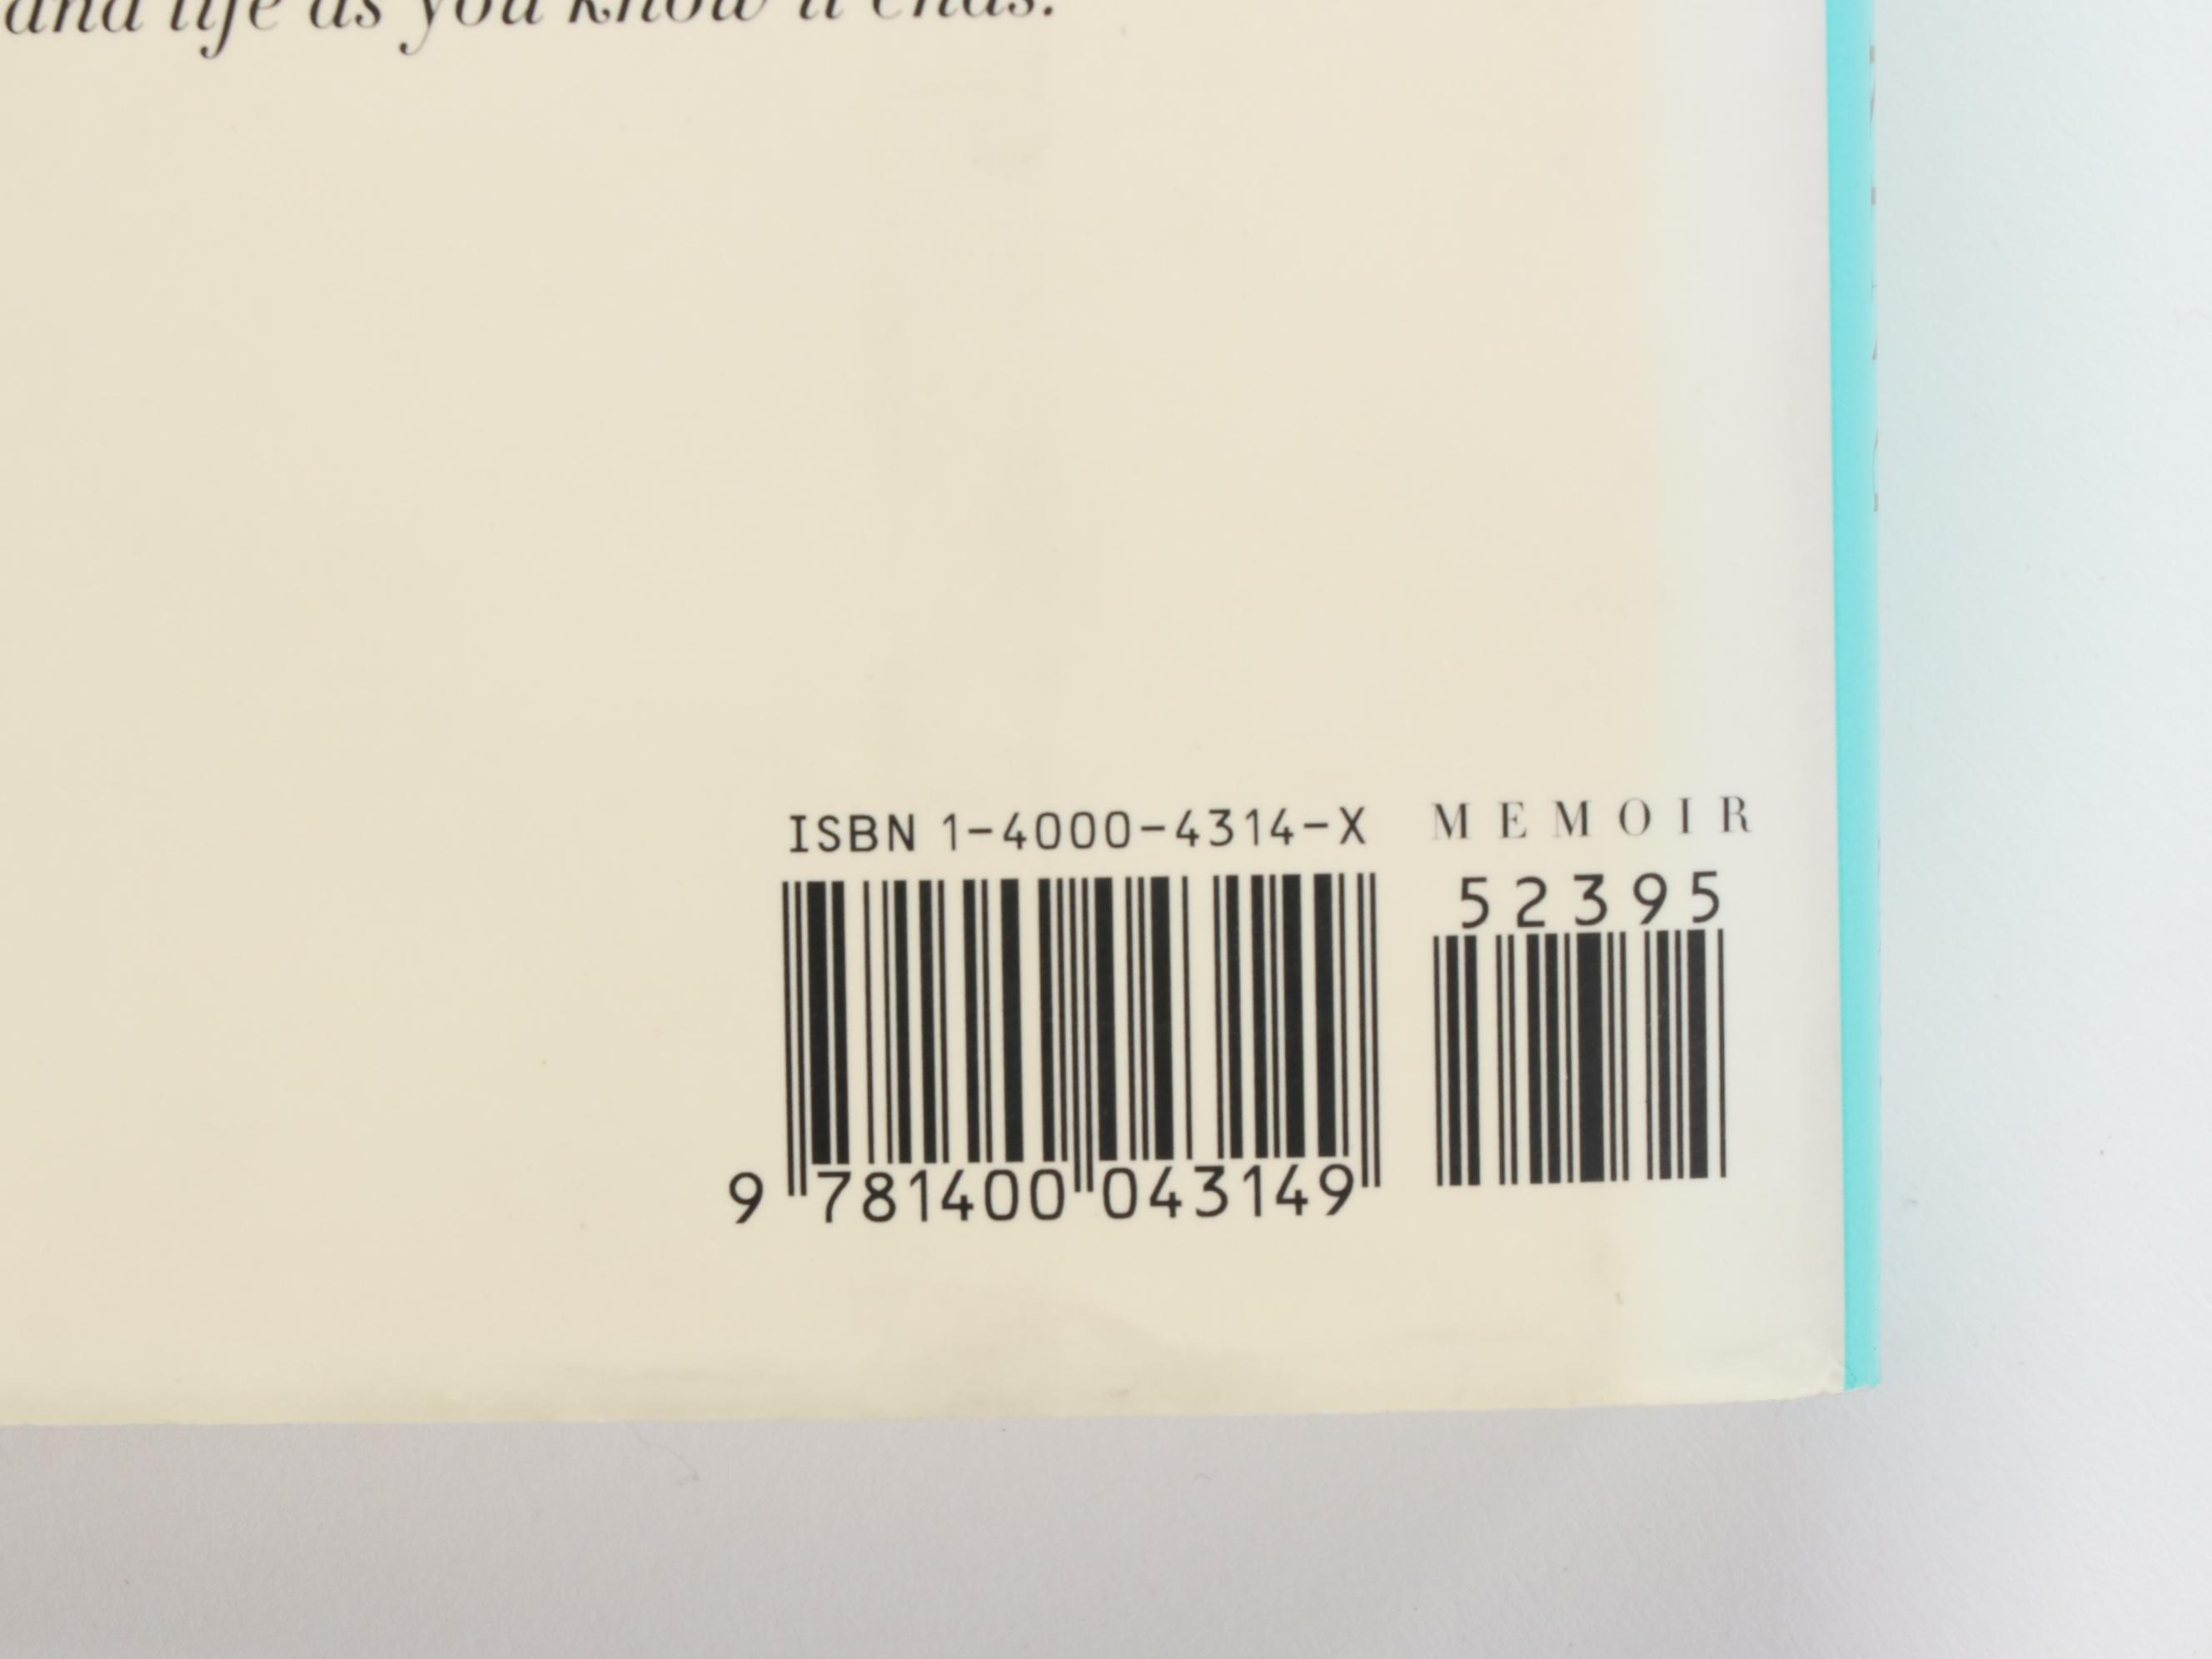 and life as you know it ends.
ISBN 1-4000-4314-X
MEMOIR
52395
9 781400 043149